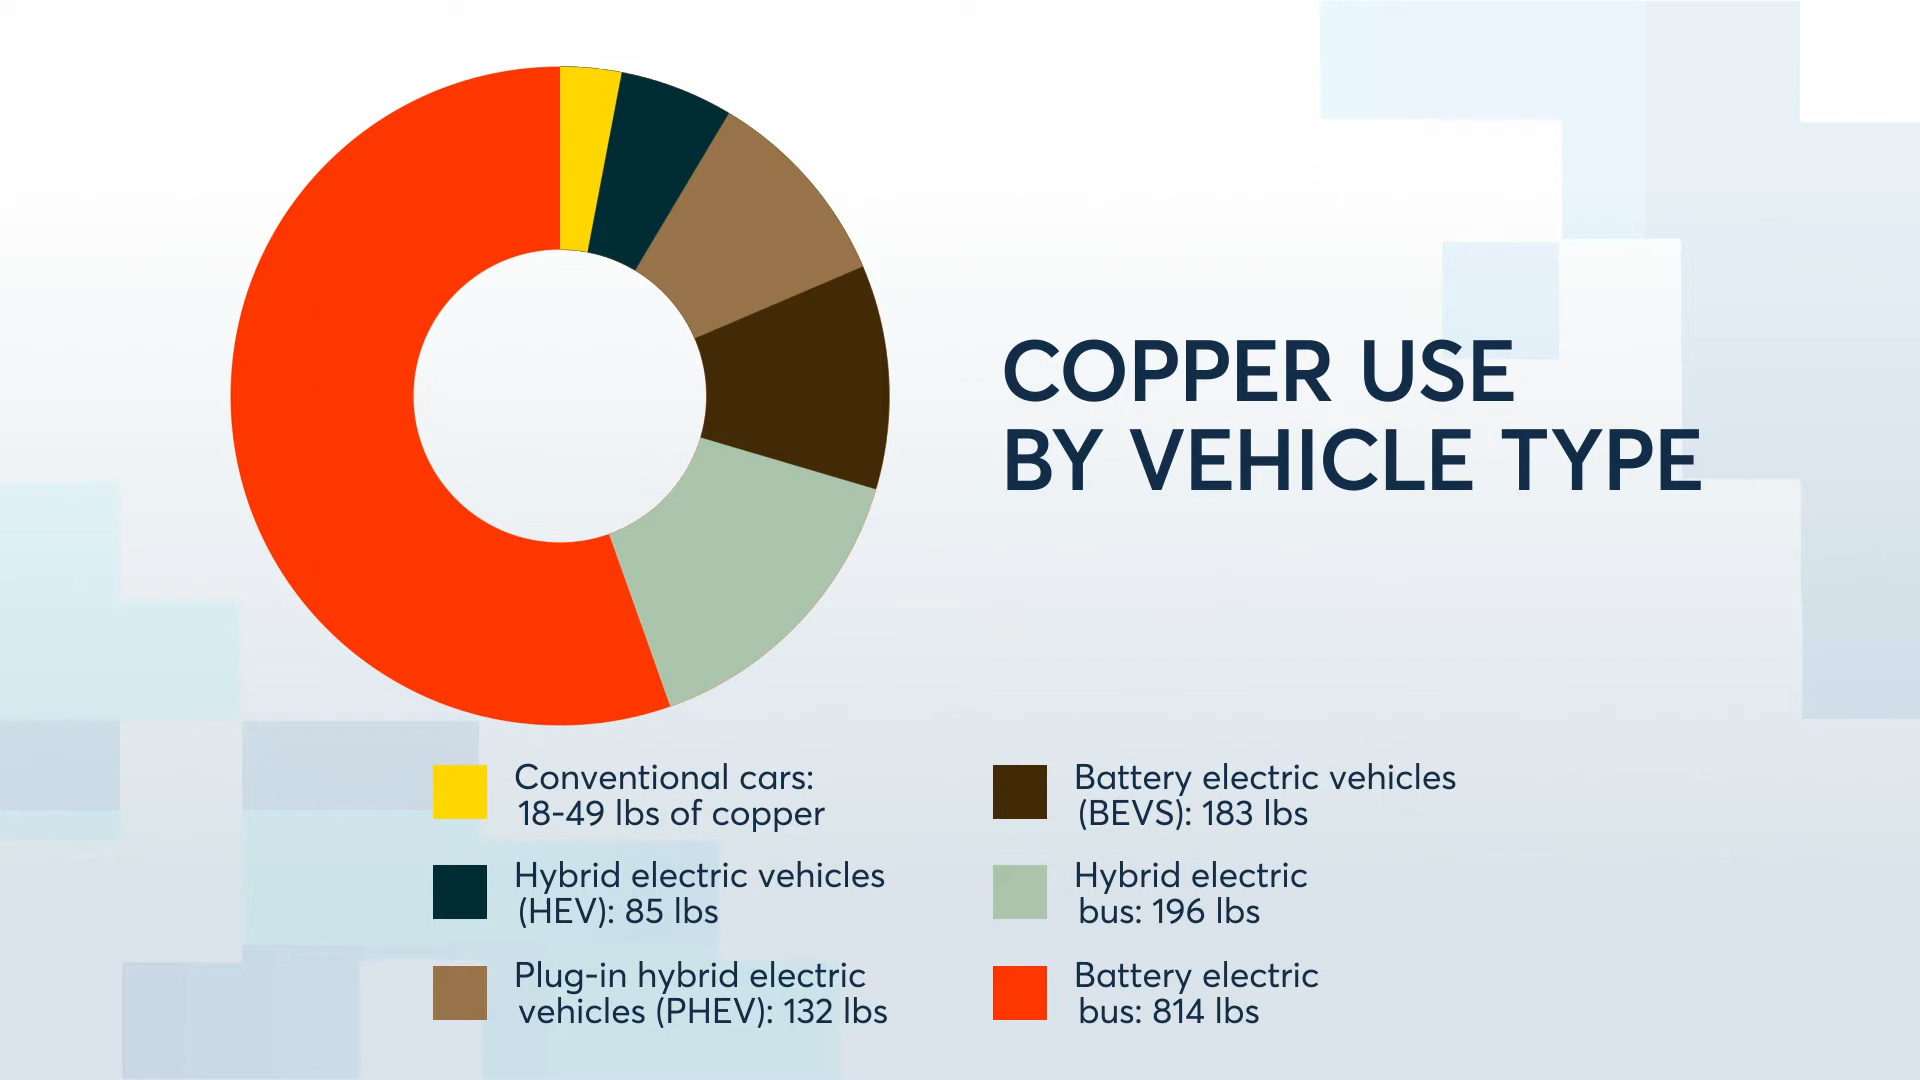 COPPER USE
BY VEHICLE TYPE
Conventional cars:
18-49 lbs of copper
Hybrid electric vehicles
(HEV): 85 lbs
Plug-in hybrid electric
vehicles (PHEV): 132 lbs
Battery electric vehicles
(BEVS): 183 lbs
Hybrid electric
bus: 196 lbs
Battery electric
bus: 814 lbs